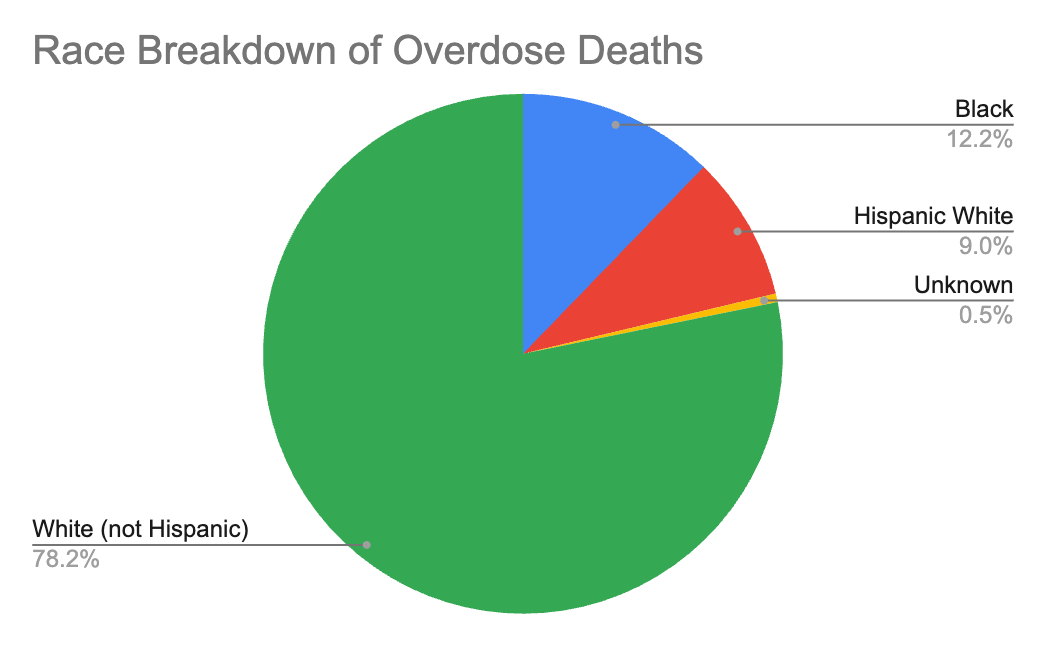 Race Breakdown of Overdose Deaths
Black
12.2%
Hispanic White
9.0%
Unknown
0.5%
White (not Hispanic)
78.2%